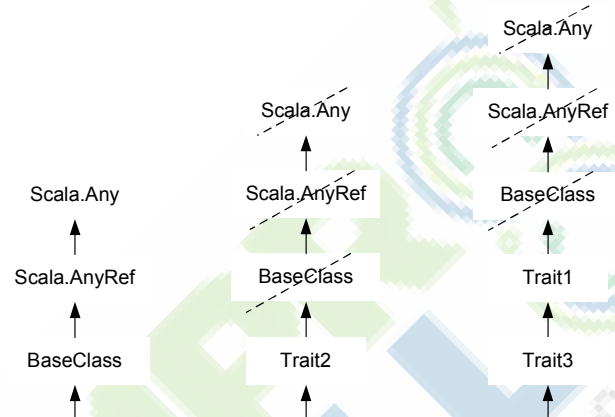 Scala.Any
Scala.Any
Scala.AnyRef
Scala.Any
Scala.AnyRef
BaseClass
Scala.AnyRef
BaseClass
Trait1
BaseClass
Trait2
Trait3